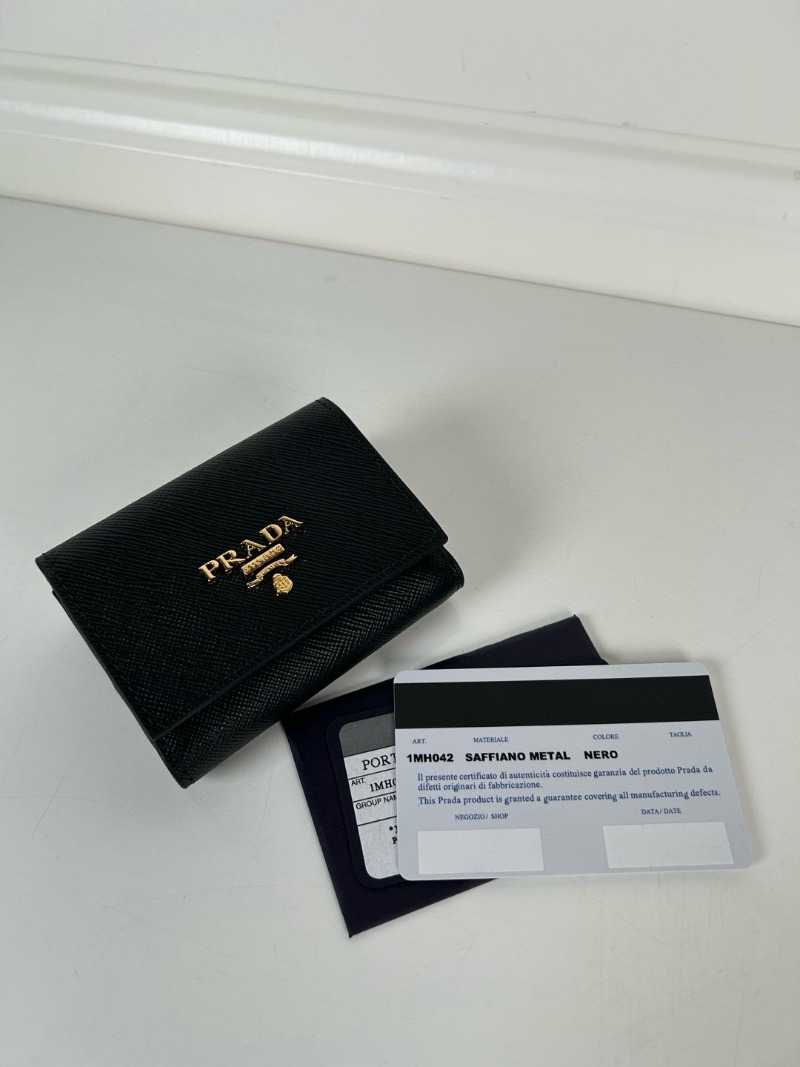 PRADA
MILANO
ART. MATERIALE COLORE TAGLIA
1MH042 SAFFIANO METAL NERO
Il presente certificato di autenticità costituisce garanzia del prodotto Prada da
difetti originari di fabbricazione.
This Prada product is granted a guarantee covering all manufacturing defects.
NEGOZIO/ SHOP DATA/ DATE
PORT
ART.
1MH0
GROUP NAM